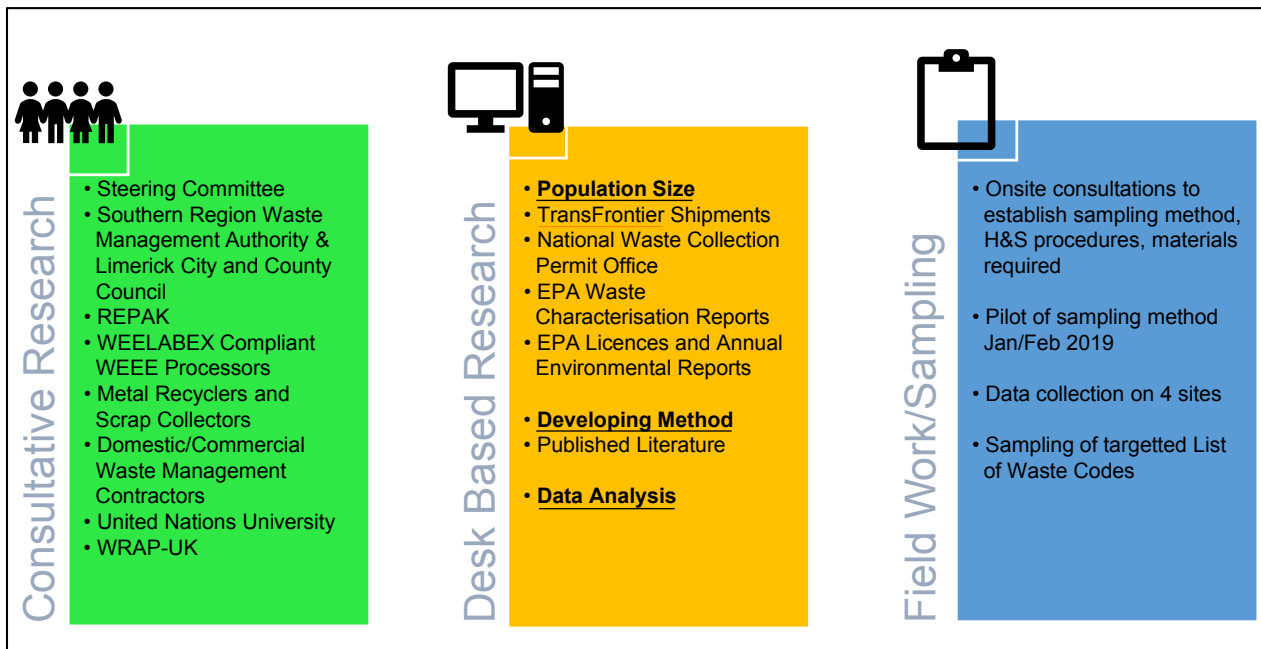 Consultative Research
• Steering Committee
• Southern Region Waste
Management Authority &
Limerick City and County
Council
• REPAK
• WEELABEX Compliant
WEEE Processors
• Metal Recyclers and
Scrap Collectors
• Domestic/Commercial
Waste Management
Contractors
• United Nations University
• WRAP-UK
Desk Based Research
• Population Size
• TransFrontier Shipments
• National Waste Collection
Permit Office
• EPA Waste
Characterisation Reports
• EPA Licences and Annual
Environmental Reports
• Developing Method
• Published Literature
• Data Analysis
Field Work/Sampling
• Onsite consultations to
establish sampling method,
H&S procedures, materials
required
• Pilot of sampling method
Jan/Feb 2019
• Data collection on 4 sites
• Sampling of targetted List
of Waste Codes